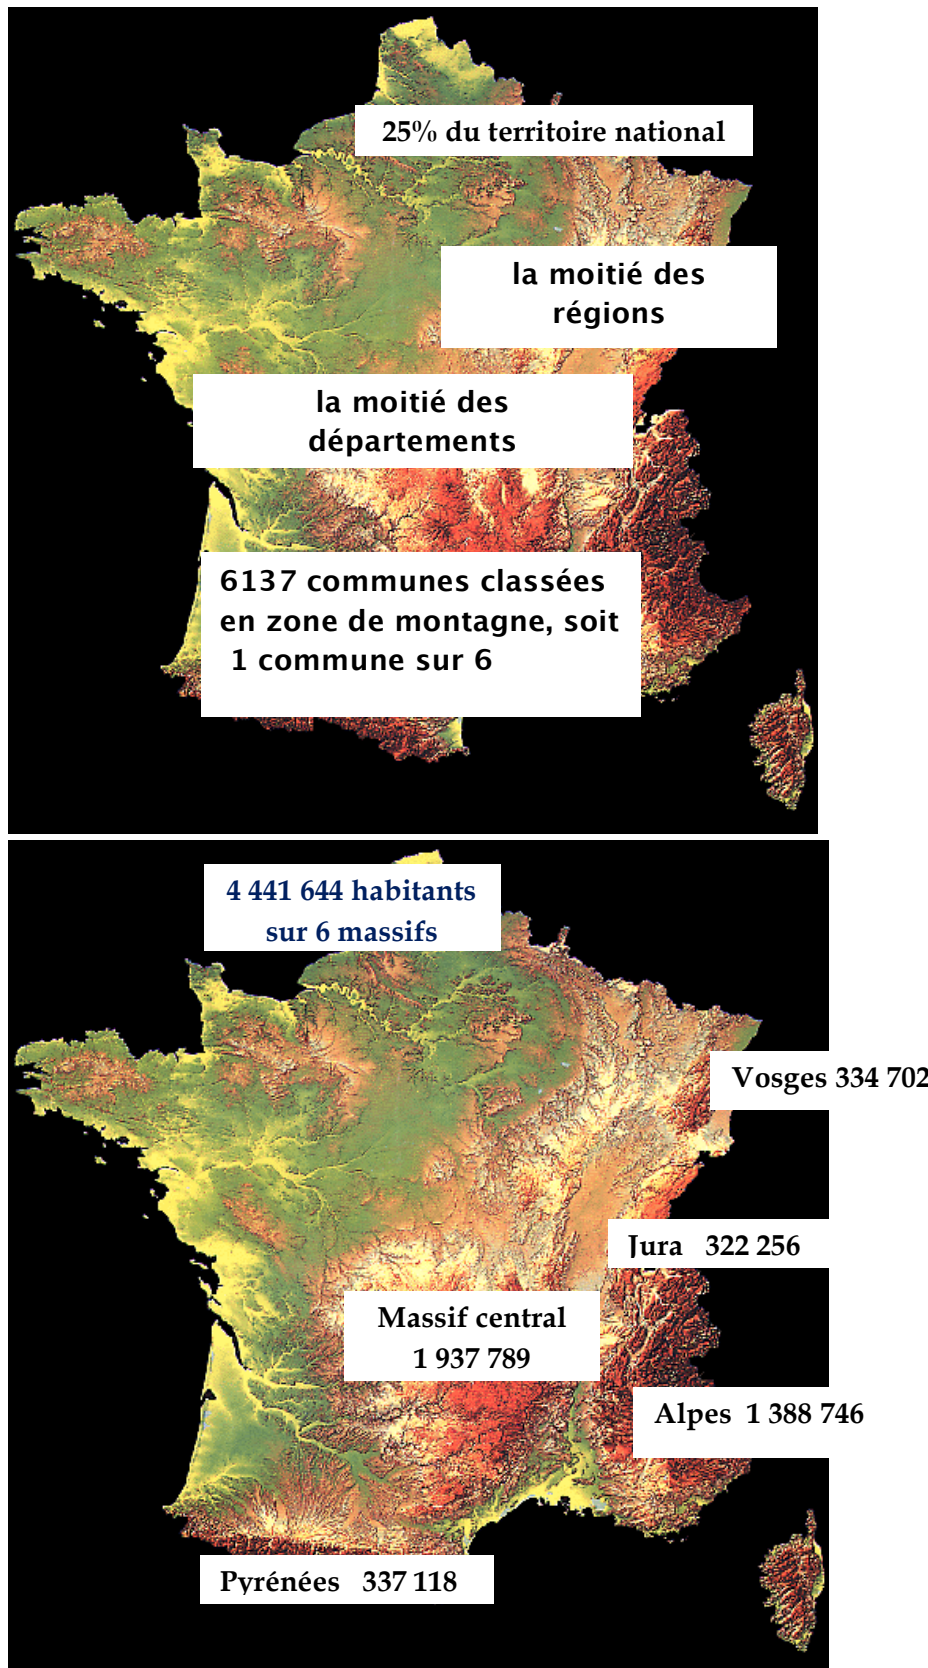 25% du territoire national
la moitié des
régions
la moitié des
départements
6137 communes classées
en zone de montagne, soit
1 commune sur 6
4 441 644 habitants
sur 6 massifs
Vosges 334 702
Jura 322 256
Massif central
1 937 789
Alpes 1 388 746
Pyrénées 337 118